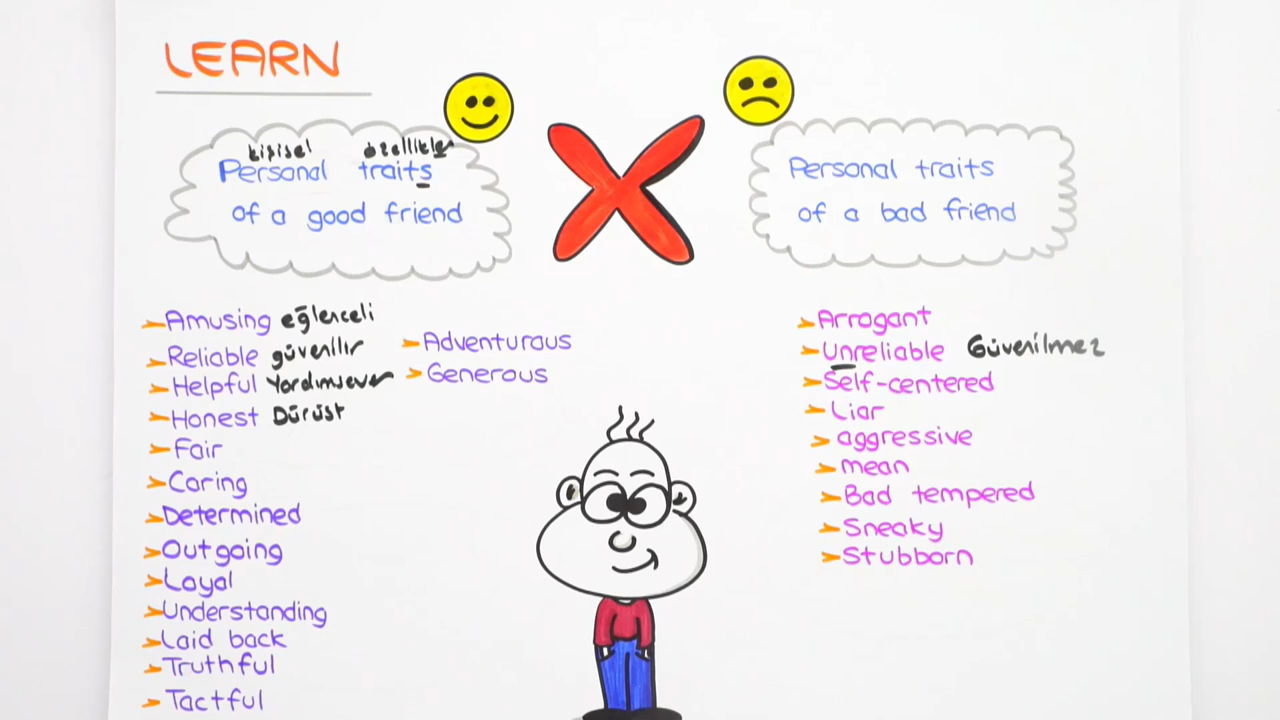 LEARN
kişisel özellikler
Personal traits
of a good friend
Personal traits
of a bad friend
Amusing eğlenceli
Reliable güvenilir
Helpful Yardımsever
Honest Dürüst
Fair
Caring
Determined
Outgoing
Loyal
Understanding
Laid back
Truthful
Tactful
Adventurous
Generous
Arrogant
Unreliable Güvenilmez
Self-centered
Liar
aggressive
mean
Bad tempered
Sneaky
Stubborn